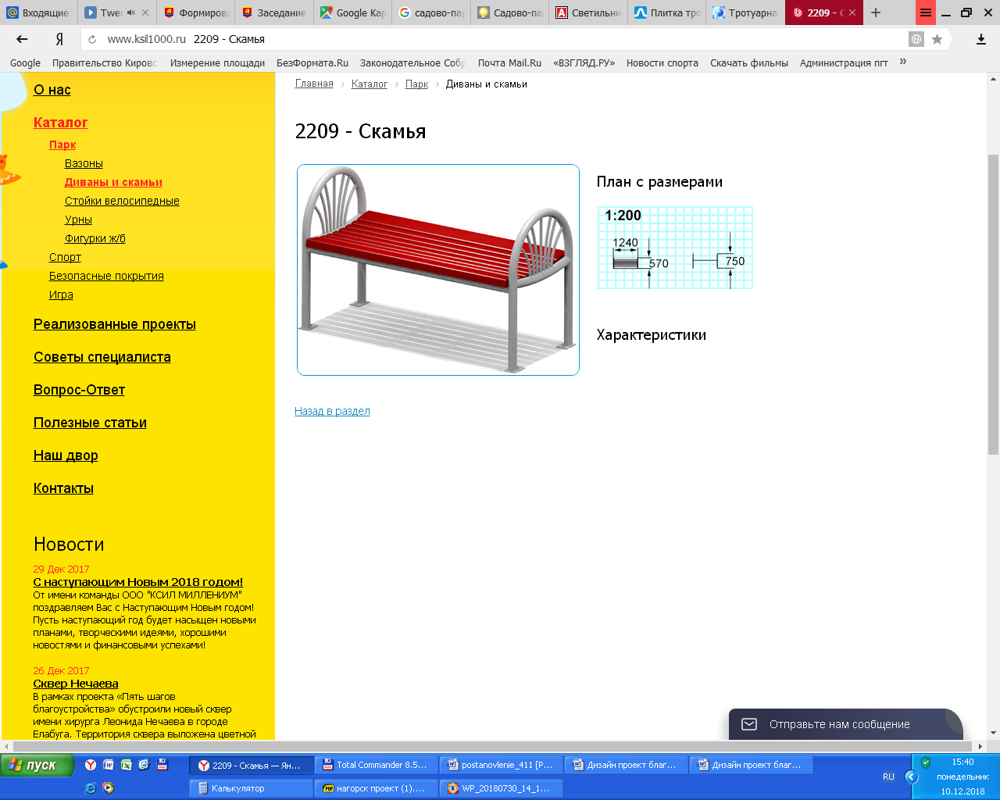 Входящие
Twe
Формирова
Заседание
Google Кар
садово-па
Садово-па
Светильни
Плитка тро
Тротуарна
2209 - С
www.ksil1000.ru 2209 - Скамья
Google Правительство Киров Измерение площади БезФормата.Ru Законодательное Собр Почта Mail.Ru «ВЗГЛЯД.РУ» Новости спорта Скачать фильмы Администрация пгт »
О нас
Каталог
Парк
Вазоны
Диваны и скамьи
Стойки велосипедные
Урны
Фигурки ж/б
Спорт
Безопасные покрытия
Игра
Реализованные проекты
Советы специалиста
Вопрос-Ответ
Полезные статьи
Наш двор
Контакты
Новости
29 Дек 2017
С наступающим Новым 2018 годом!
От имени команды ООО "КСИЛ МИЛЛЕНИУМ"
поздравляем Вас с Наступающим Новым годом!
Пусть наступающий год будет насыщен новыми
планами, творческими идеями, хорошими
новостями и финансовыми успехами!
26 Дек 2017
Сквер Нечаева
В рамках проекта «Пять шагов
благоустройства» обустроили новый сквер
имени хирурга Леонида Нечаева в городе
Елабуга. Территория сквера выложена цветной
Главная › Каталог › Парк › Диваны и скамьи
2209 - Скамья
План с размерами
1:200
1240
570
750
Характеристики
Назад в раздел
Отправьте нам сообщение
пуск
2209 - Скамья — Ян...
Total Commander 8.5...
postanovlenie_411 [Р...
Дизайн проект благ...
Дизайн проект благ...
Калькулятор
нагорск проект (1)....
WP_20180730_14_1...
RU
15:40
понедельник
10.12.2018